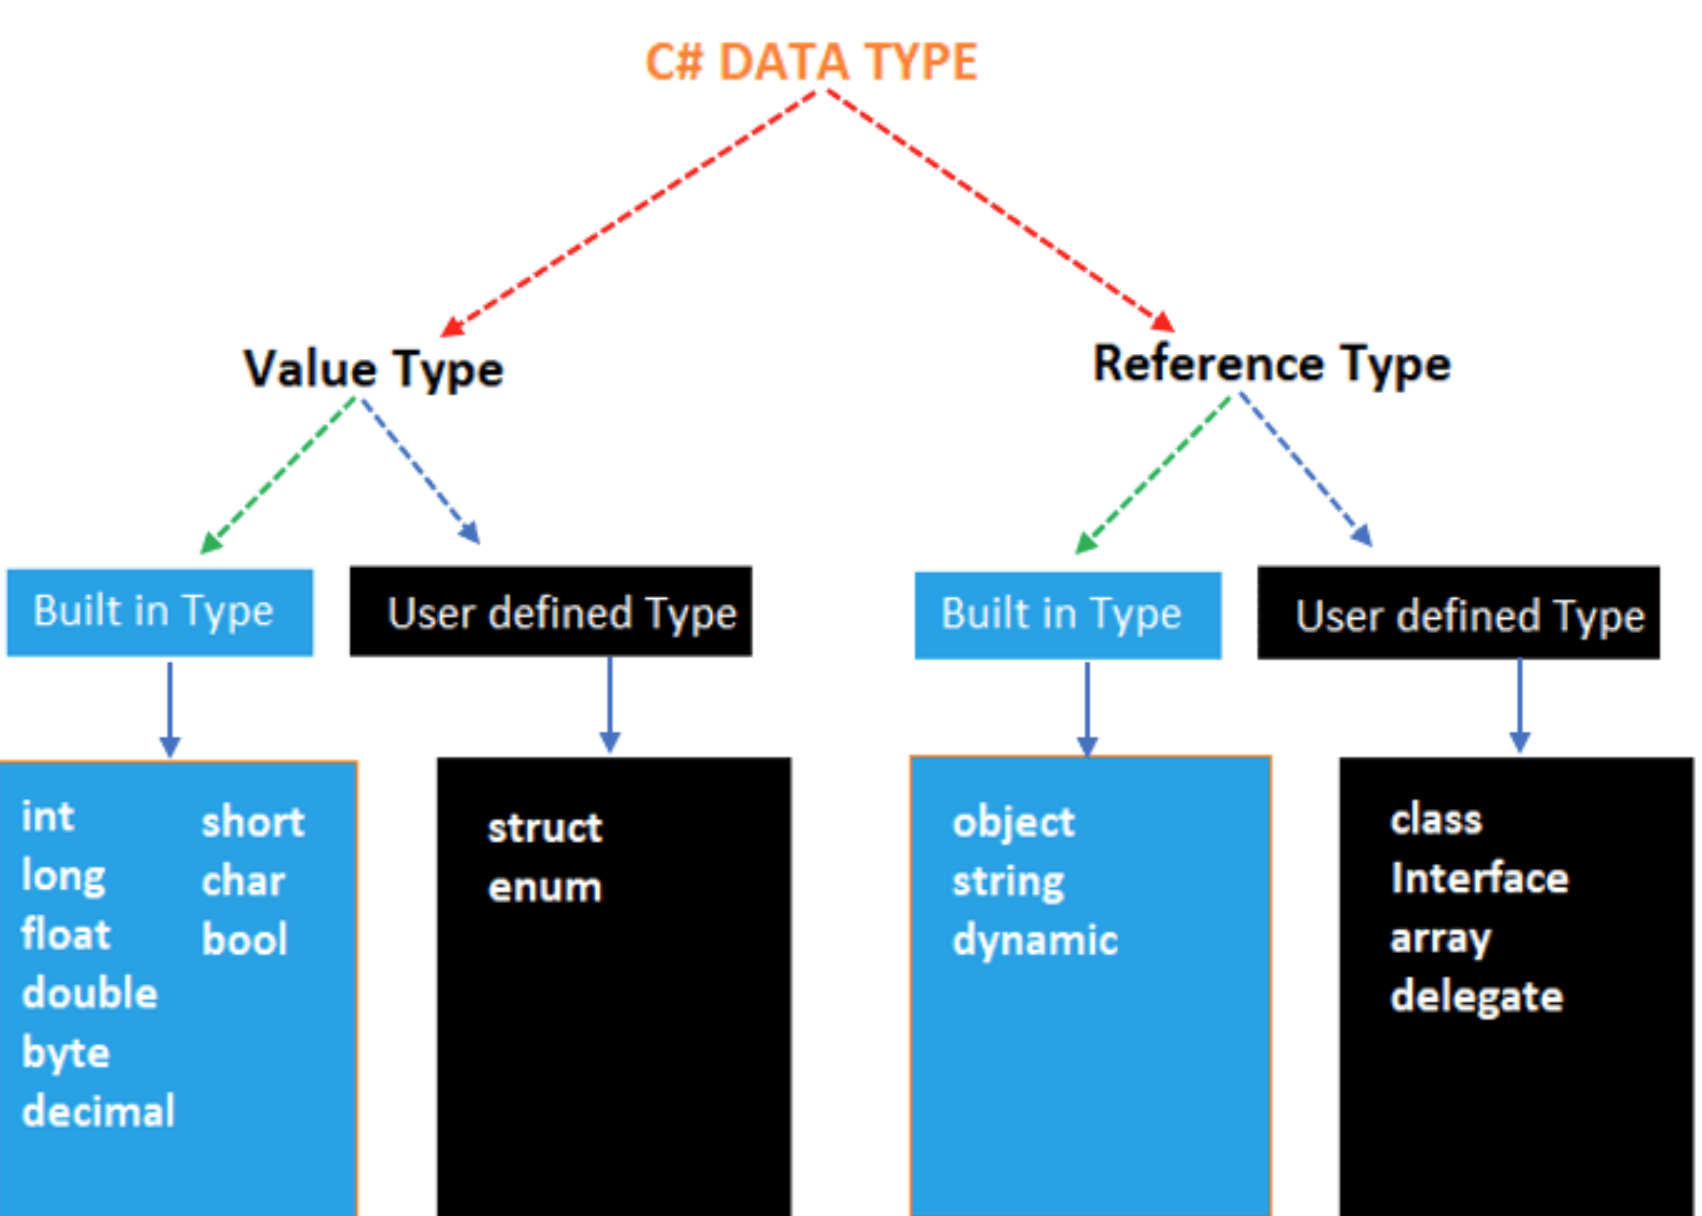 C# DATA TYPE
Value Type
Reference Type
Built in Type
User defined Type
Built in Type
User defined Type
int
long
float
double
byte
decimal
short
char
bool
struct
enum
object
string
dynamic
class
Interface
array
delegate